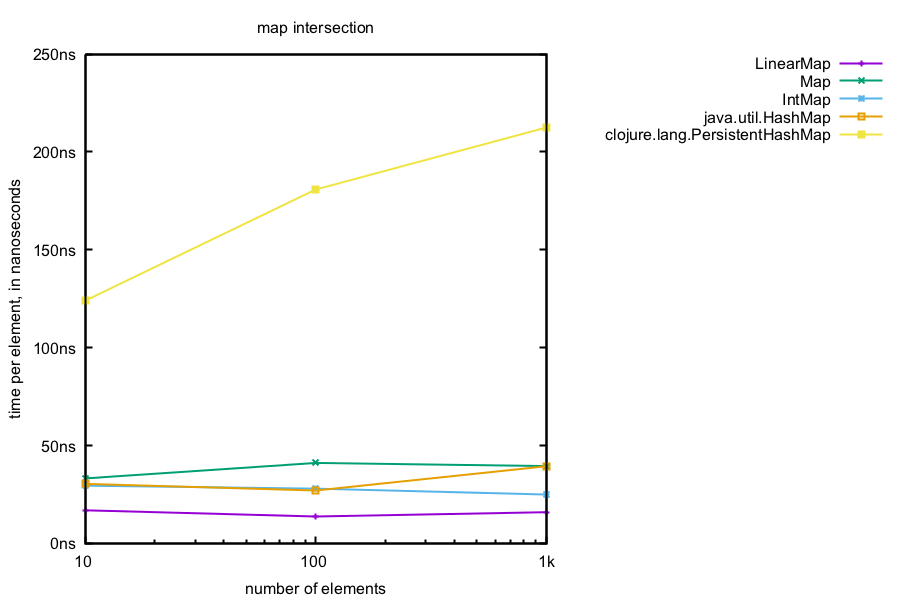 map intersection
250ns
200ns
150ns
100ns
50ns
0ns
time per element, in nanoseconds
10
100
1k
number of elements
LinearMap
Map
IntMap
java.util.HashMap
clojure.lang.PersistentHashMap